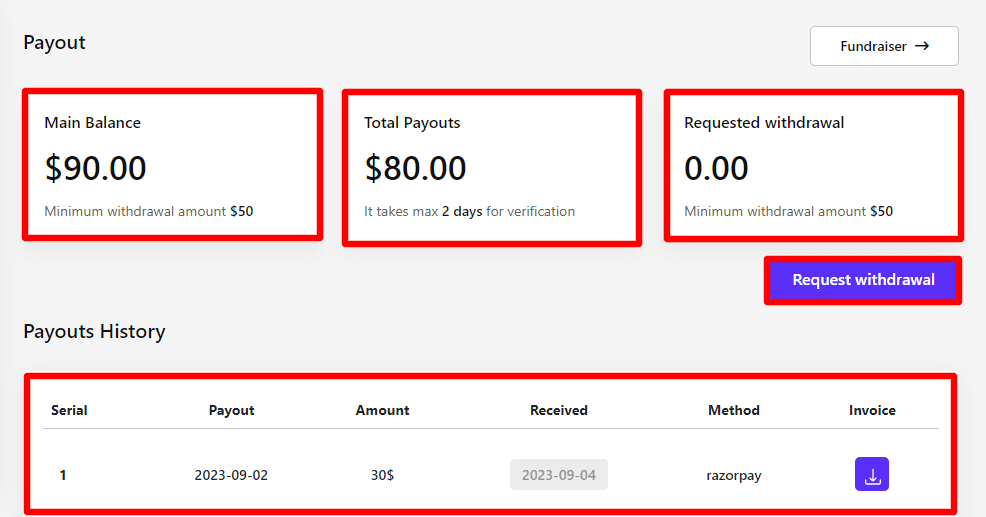 Payout
Fundraiser →
Main Balance
$90.00
Minimum withdrawal amount $50
Total Payouts
$80.00
It takes max 2 days for verification
Requested withdrawal
0.00
Minimum withdrawal amount $50
Request withdrawal
Payouts History
Serial Payout Amount Received Method Invoice
1 2023-09-02 30$ 2023-09-04 razorpay